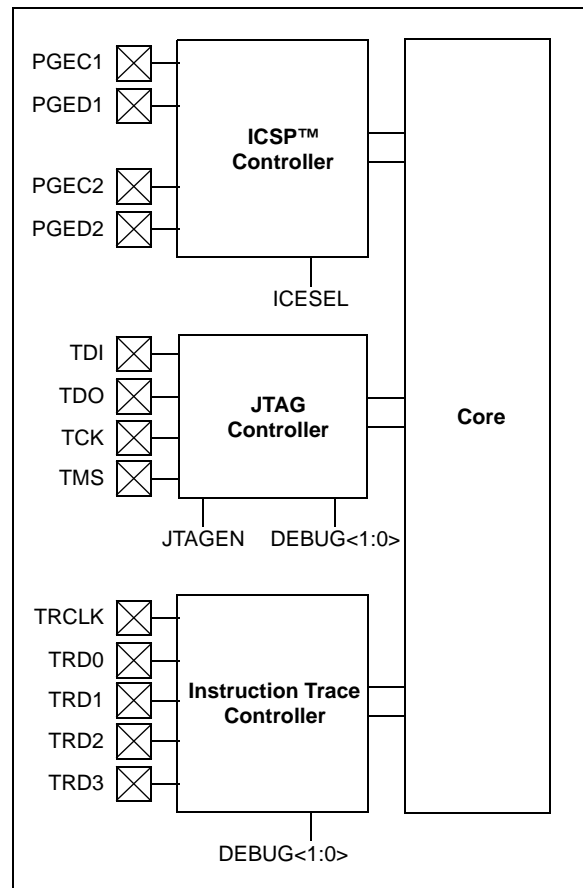 PGEC1
PGED1
PGEC2
PGED2
ICSP™
Controller
ICESEL
TDI
TDO
TCK
TMS
JTAG
Controller
JTAGEN DEBUG<1:0>
Core
TRCLK
TRD0
TRD1
TRD2
TRD3
Instruction Trace
Controller
DEBUG<1:0>